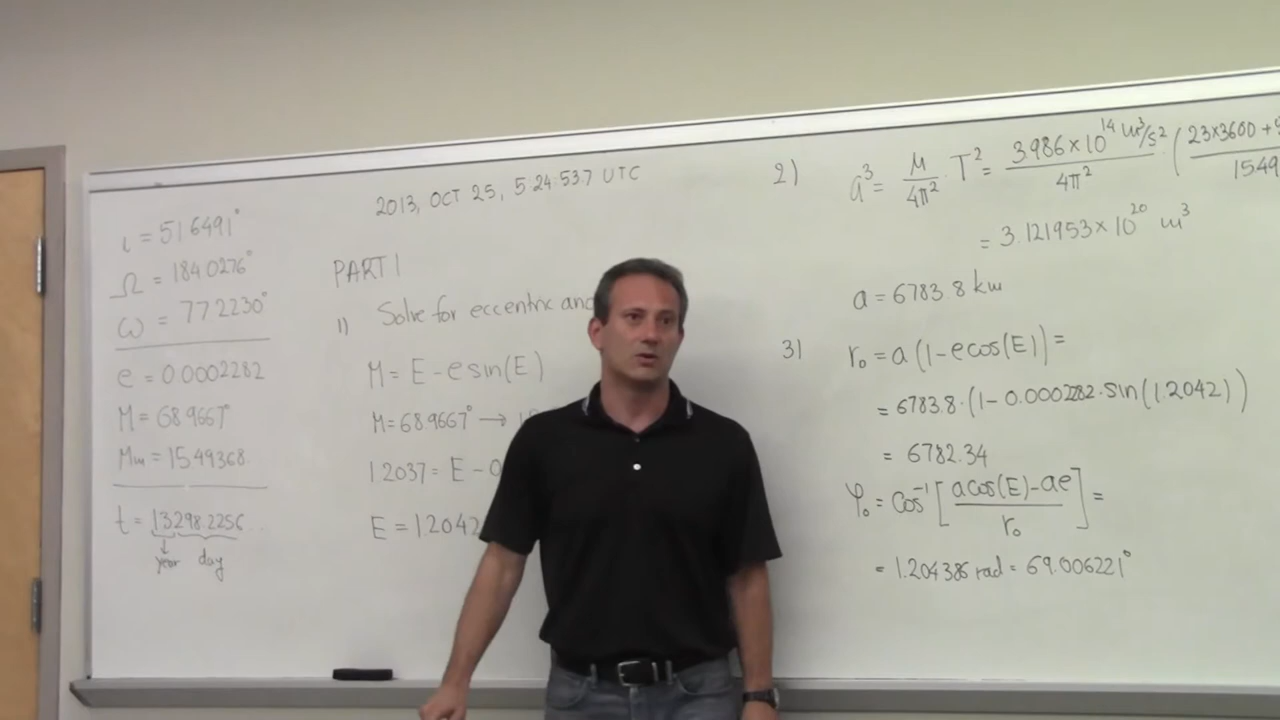 i = 51.6491°
Ω = 184.0276°
ω = 77.2230°
e = 0.0002282
M = 68.9667°
Mm = 15.49368
t = 13298.2256
year day
2013, OCT 25, 5:24:53.7 UTC
PART 1
1) Solve for eccentric
M = E - e sin(E)
M = 68.9667° →
1.2037 = E - 0
E = 1.2042
2) a³ = μ/4π² · T² = 3.986×10¹⁴ m³/s² / 4π² · (23×3600 + / 1549
= 3.121953×10²⁰ m³
a = 6783.8 km
3) r₀ = a(1-ecos(E)) =
= 6783.8·(1-0.0002282·sin(1.2042))
= 6782.34
φ₀ = cos⁻¹[acos(E)-ae / r₀] =
= 1.204386 rad = 69.006221°